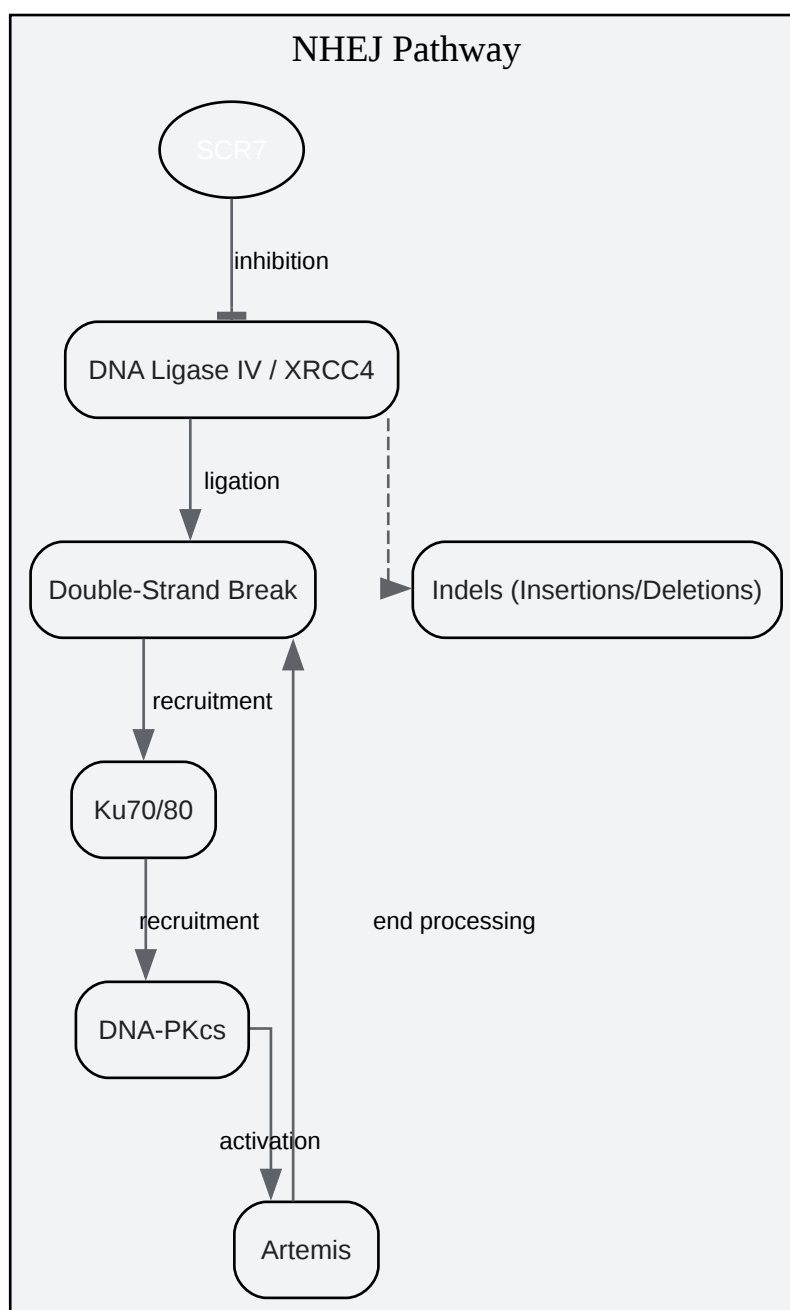 NHEJ Pathway
SCR7
inhibition
DNA Ligase IV / XRCC4
ligation
Double-Strand Break
Indels (Insertions/Deletions)
recruitment
Ku70/80
recruitment
end processing
DNA-PKcs
activation
Artemis